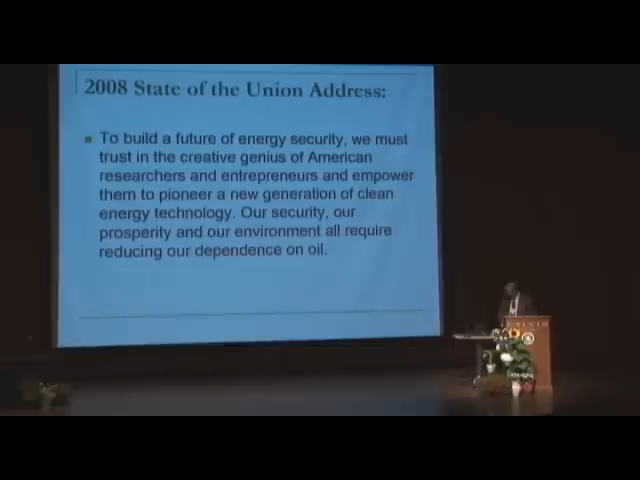 2008 State of the Union Address:
To build a future of energy security, we must
trust in the creative genius of American
researchers and entrepreneurs and empower
them to pioneer a new generation of clean
energy technology. Our security, our
prosperity and our environment all require
reducing our dependence on oil.
CALVIN